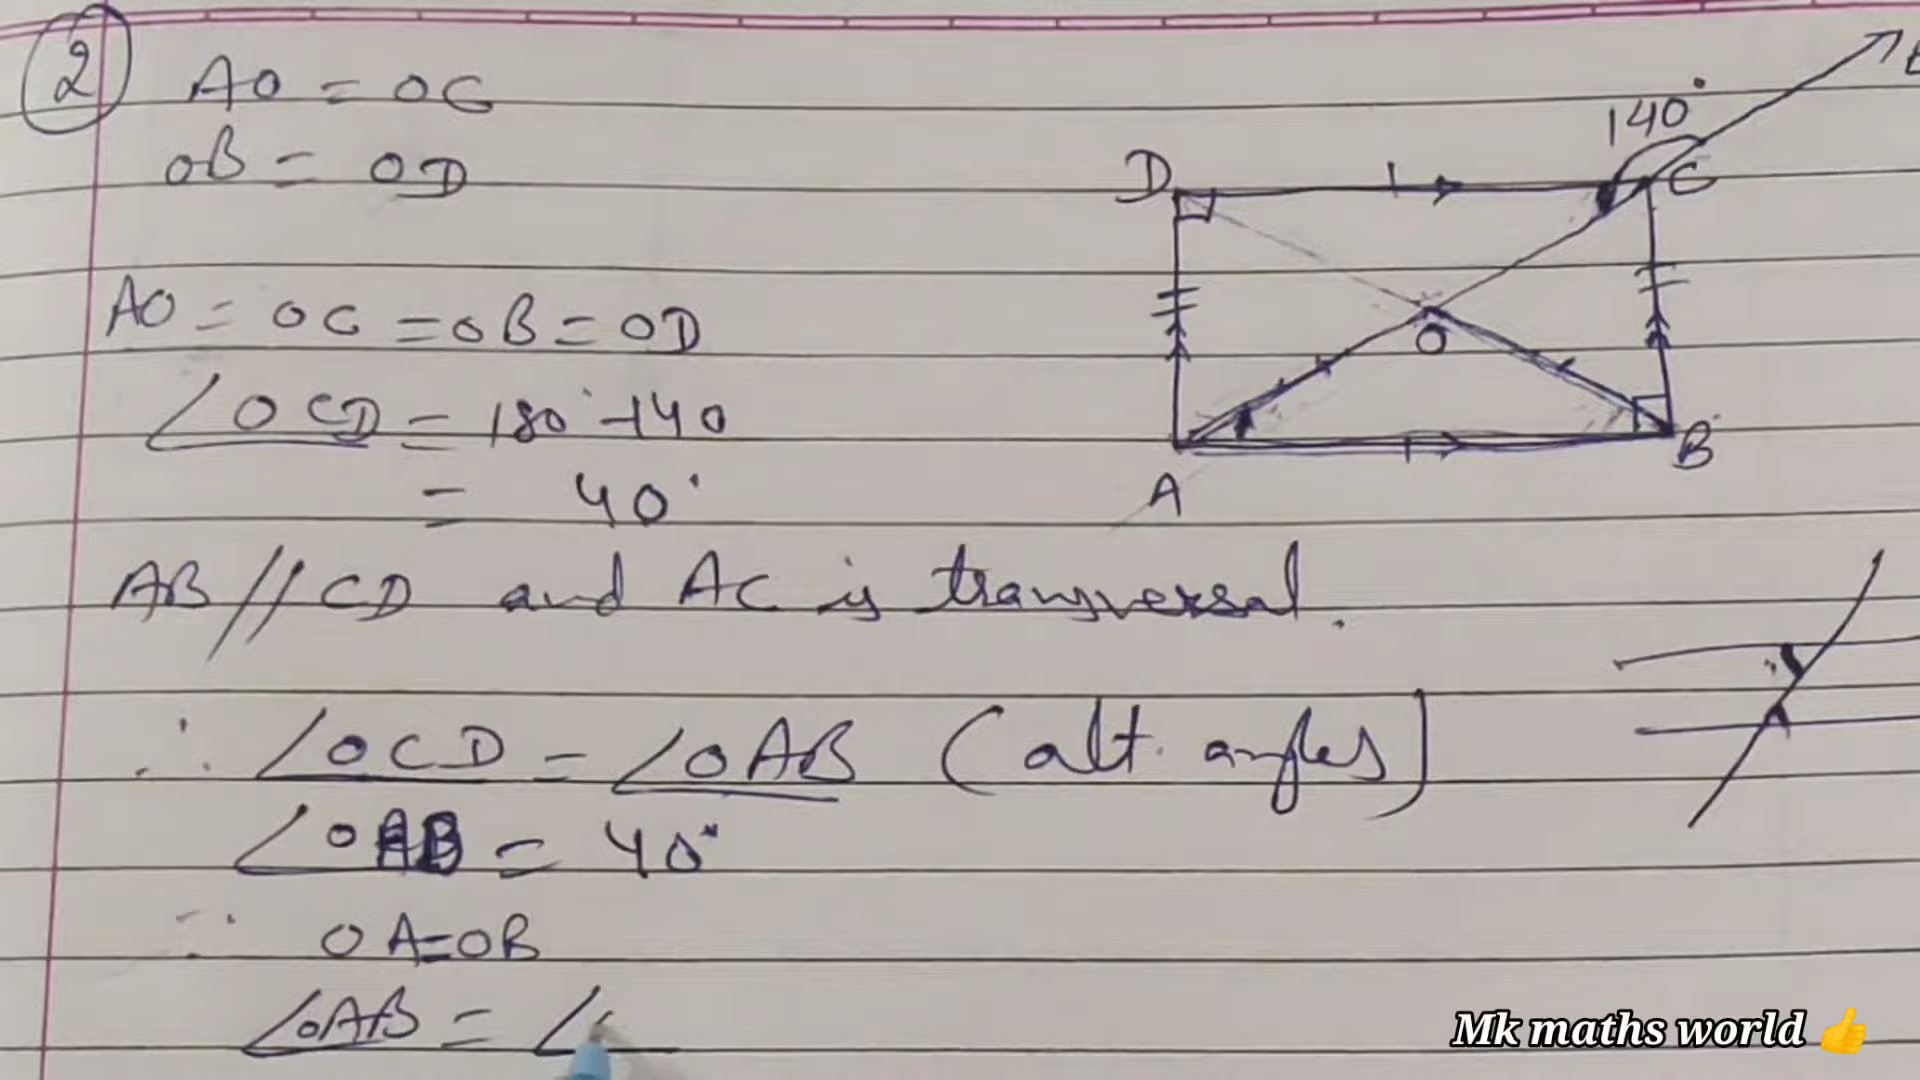 2
AO = OC
OB = OD
AO = OC = OB = OD
∠OCD = 180° - 140
= 40°
AB // CD and AC is transversal.
∴ ∠OCD = ∠OAB (alt. angles)
∠OAB = 40°
∵ OA = OB
∠OAB = ∠
140°
D
C
O
A
B
Mk maths world 👍